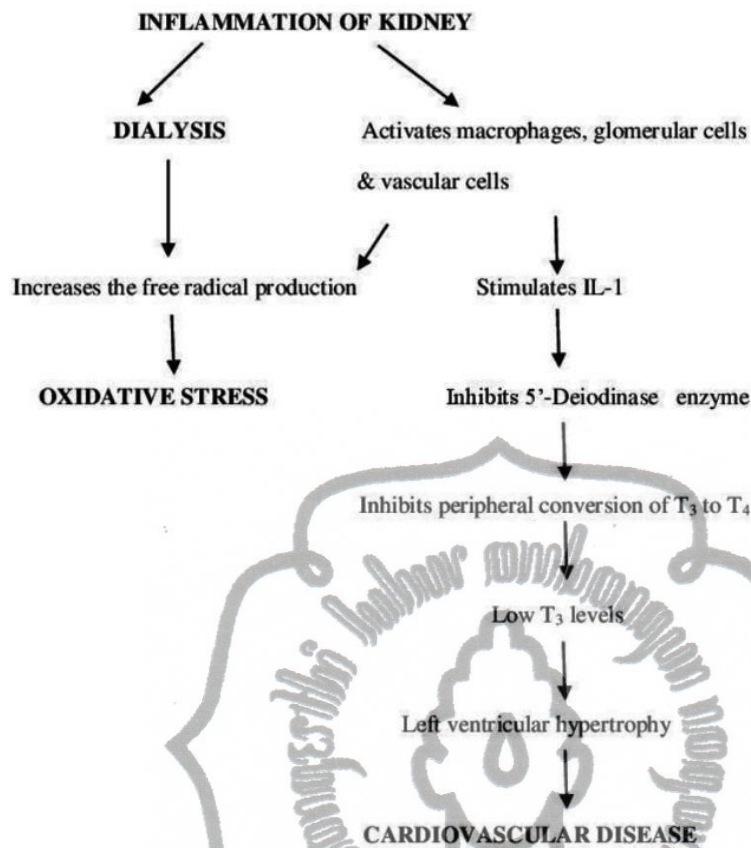 INFLAMMATION OF KIDNEY
DIALYSIS
Activates macrophages, glomerular cells
& vascular cells
Increases the free radical production
Stimulates IL-1
OXIDATIVE STRESS
Inhibits 5’-Deiodinase enzyme
Inhibits peripheral conversion of T₃ to T₄
Low T₃ levels
Left ventricular hypertrophy
CARDIOVASCULAR DISEASE